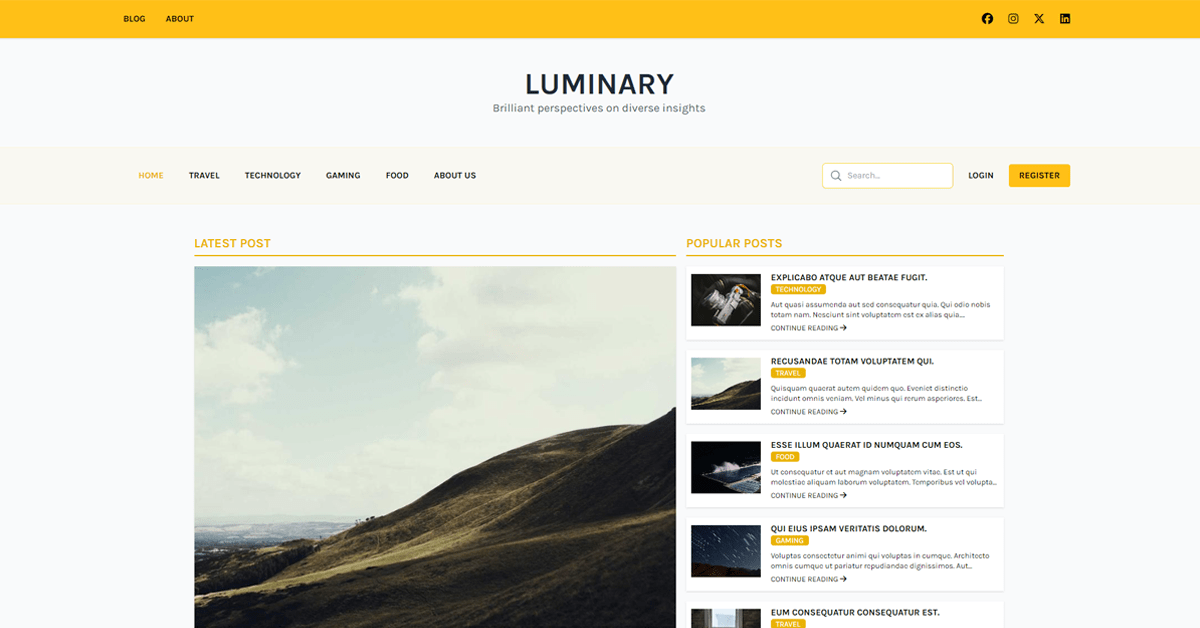 BLOG ABOUT
LUMINARY
Brilliant perspectives on diverse insights
HOME TRAVEL TECHNOLOGY GAMING FOOD ABOUT US Search... LOGIN REGISTER
LATEST POST
POPULAR POSTS
EXPLICABO ATQUE AUT BEATAE FUGIT.
TECHNOLOGY
Aut quasi assumenda aut sed consequatur quia. Qui odio nobis
totam nam. Nesciunt sint voluptatem est ex alias quia....
CONTINUE READING →
RECUSANDAE TOTAM VOLUPTATEM QUI.
TRAVEL
Quisquam quaerat autem quidem quo. Eveniet distinctio
incidunt omnis veniam. Vel minus qui rerum asperiores. Est...
CONTINUE READING →
ESSE ILLUM QUAERAT ID NUMQUAM CUM EOS.
FOOD
Ut consequatur et aut magnam voluptatem vitae. Est ut qui
molestiae aliquam laborum voluptatem. Temporibus vel volupta...
CONTINUE READING →
QUI EIUS IPSAM VERITATIS DOLORUM.
GAMING
Voluptas consectetur animi qui voluptas in cumque. Architecto
omnis cumque ut pariatur repudiandae dignissimos. Aut...
CONTINUE READING →
EUM CONSEQUATUR CONSEQUATUR EST.
TRAVEL